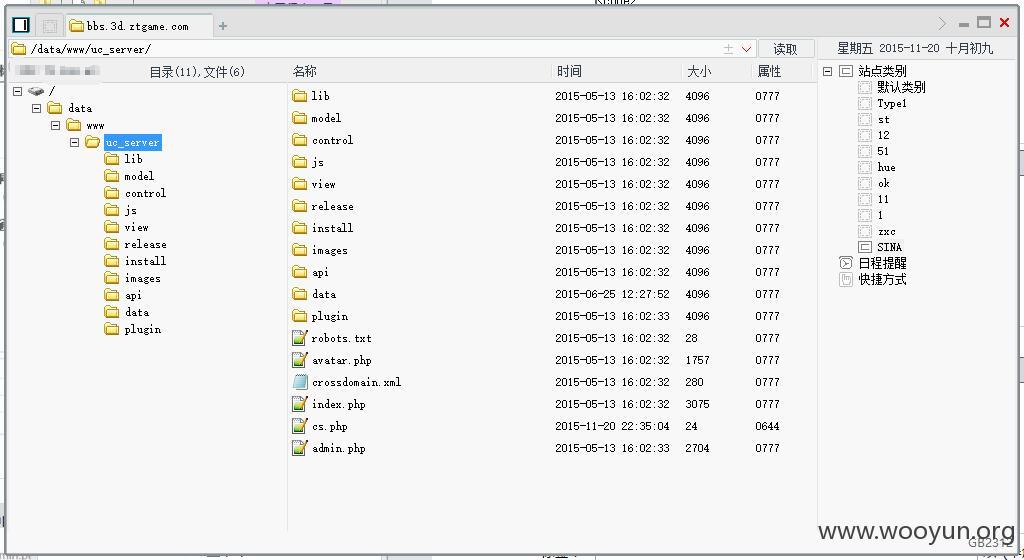 bbs.3d.ztgame.com
/data/www/uc_server/
读取
星期五 2015-11-20 十月初九
目录(11),文件(6)
名称 时间 大小 属性
/
data
www
uc_server
lib
model
control
js
view
release
install
images
api
data
plugin
lib 2015-05-13 16:02:32 4096 0777
model 2015-05-13 16:02:32 4096 0777
control 2015-05-13 16:02:32 4096 0777
js 2015-05-13 16:02:32 4096 0777
view 2015-05-13 16:02:32 4096 0777
release 2015-05-13 16:02:32 4096 0777
install 2015-05-13 16:02:32 4096 0777
images 2015-05-13 16:02:32 4096 0777
api 2015-05-13 16:02:32 4096 0777
data 2015-06-25 12:27:52 4096 0777
plugin 2015-05-13 16:02:33 4096 0777
robots.txt 2015-05-13 16:02:32 28 0777
avatar.php 2015-05-13 16:02:32 1757 0777
crossdomain.xml 2015-05-13 16:02:32 280 0777
index.php 2015-05-13 16:02:32 3075 0777
cs.php 2015-11-20 22:35:04 24 0644
admin.php 2015-05-13 16:02:33 2704 0777
站点类别
默认类别
Type1
st
12
51
hue
ok
11
1
zxc
SINA
日程提醒
快捷方式
www.wooyun.org
GB2312